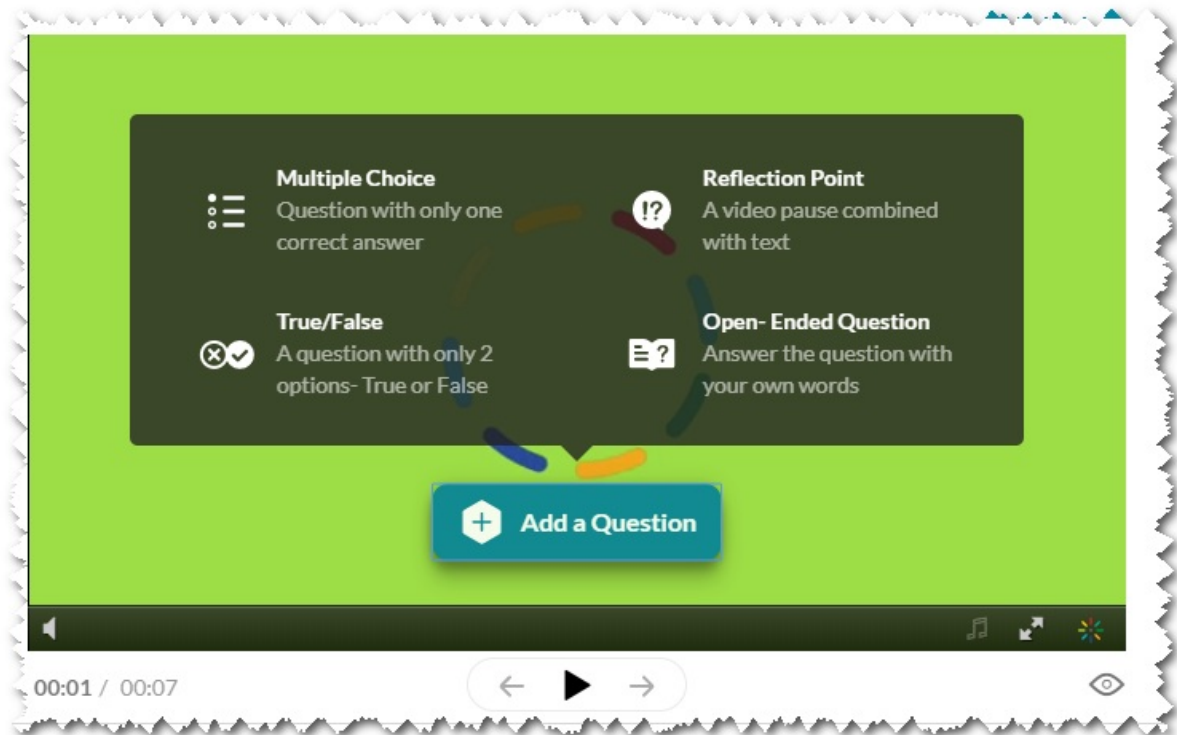 Multiple Choice
Question with only one
correct answer
Reflection Point
A video pause combined
with text
True/False
A question with only 2
options- True or False
Open- Ended Question
Answer the question with
your own words
Add a Question
00:01 / 00:07